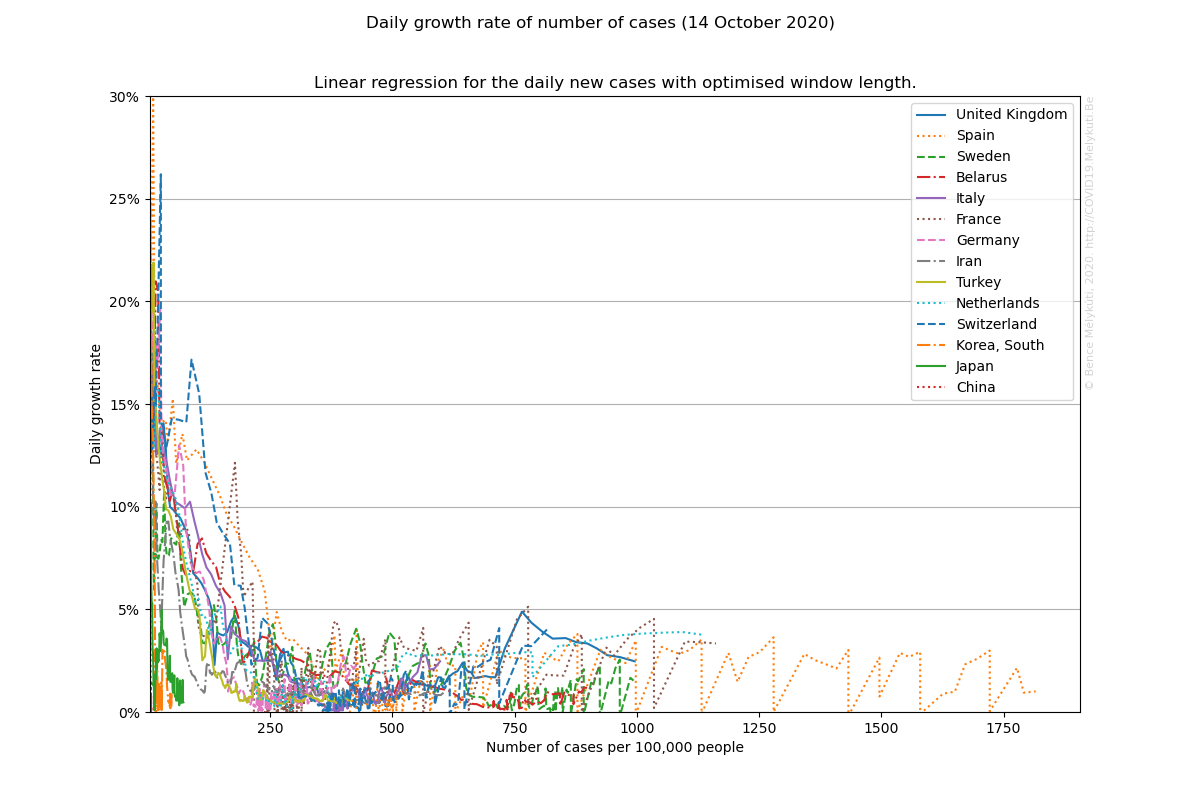 Daily growth rate of number of cases (14 October 2020)
Linear regression for the daily new cases with optimised window length.
30%
25%
20%
15%
10%
5%
0%
Daily growth rate
250
500
750
1000
1250
1500
1750
Number of cases per 100,000 people
United Kingdom
Spain
Sweden
Belarus
Italy
France
Germany
Iran
Turkey
Netherlands
Switzerland
Korea, South
Japan
China
© Bence Mélykúti, 2020. http://COVID19.Melykuti.Be